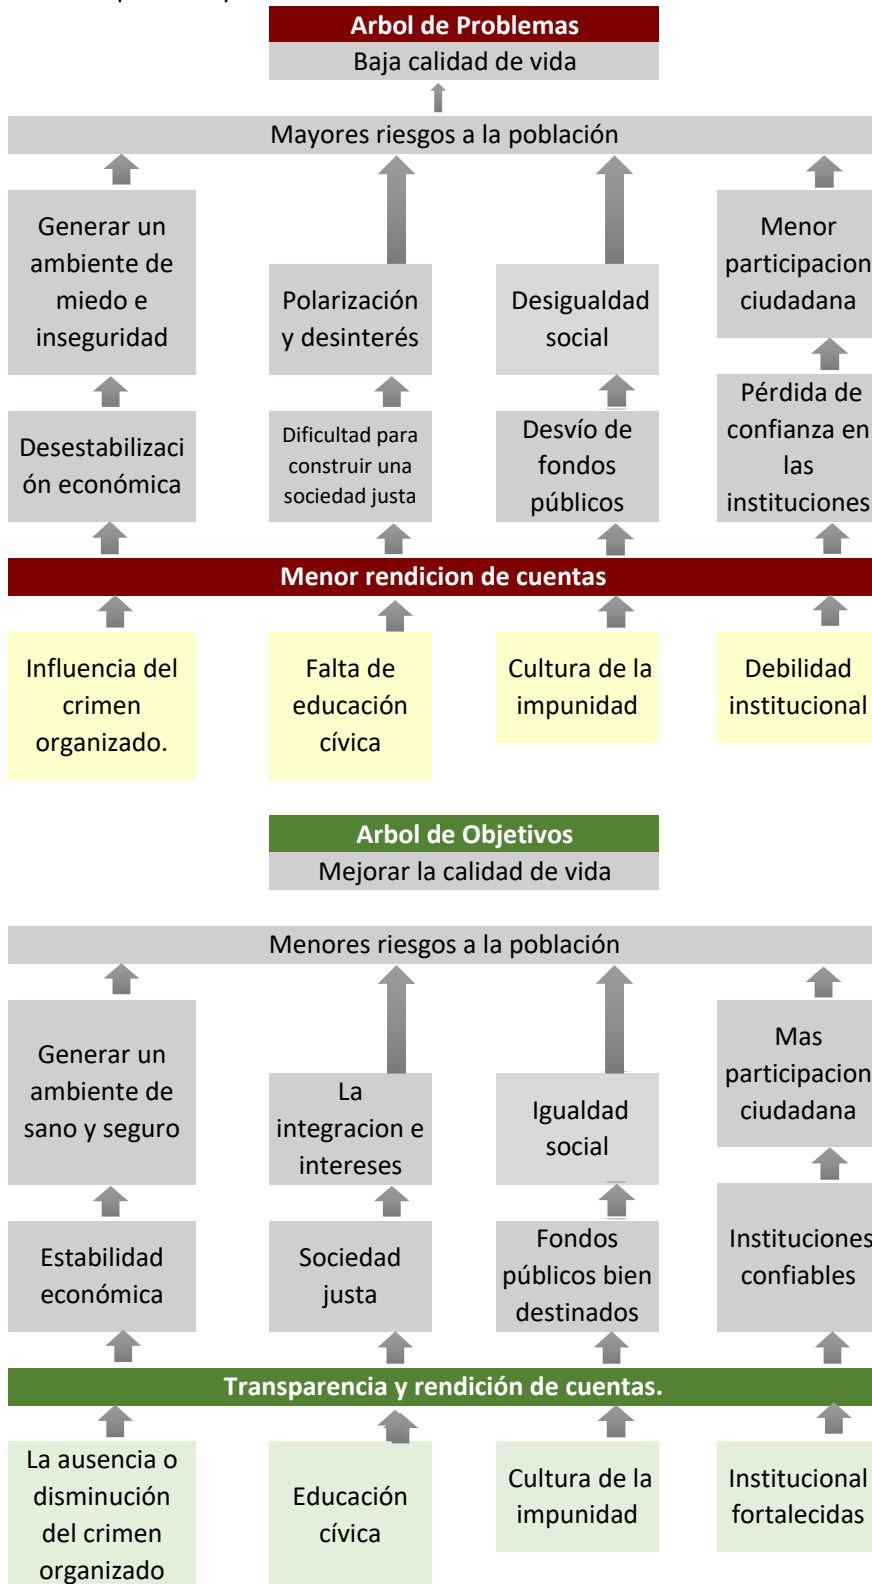 Arbol de Problemas
Baja calidad de vida
Mayores riesgos a la población
Generar un
ambiente de
miedo e
inseguridad
Polarización
y desinterés
Desigualdad
social
Menor
participacion
ciudadana
Desestabilizaci
ón económica
Dificultad para
construir una
sociedad justa
Desvío de
fondos
públicos
Pérdida de
confianza en
las
instituciones
Menor rendicion de cuentas
Influencia del
crimen
organizado.
Falta de
educación
cívica
Cultura de la
impunidad
Debilidad
institucional
Arbol de Objetivos
Mejorar la calidad de vida
Menores riesgos a la población
Generar un
ambiente de
sano y seguro
La
integracion e
intereses
Igualdad
social
Mas
participacion
ciudadana
Estabilidad
económica
Sociedad
justa
Fondos
públicos bien
destinados
Instituciones
confiables
Transparencia y rendición de cuentas.
La ausencia o
disminución
del crimen
organizado
Educación
cívica
Cultura de la
impunidad
Institucional
fortalecidas